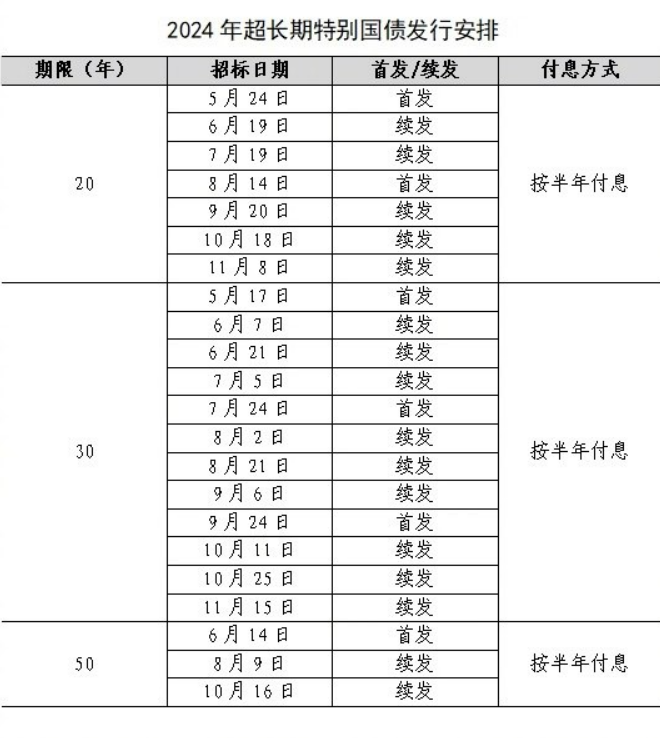 2024 年超长期特别国债发行安排
期限（年） 招标日期 首发/续发 付息方式
20 5 月 24 日 首发 按半年付息
6 月 19 日 续发
7 月 19 日 续发
8 月 14 日 首发
9 月 20 日 续发
10 月 18 日 续发
11 月 8 日 续发
30 5 月 17 日 首发 按半年付息
6 月 7 日 续发
6 月 21 日 续发
7 月 5 日 续发
7 月 24 日 首发
8 月 2 日 续发
8 月 21 日 续发
9 月 6 日 续发
9 月 24 日 首发
10 月 11 日 续发
10 月 25 日 续发
11 月 15 日 续发
50 6 月 14 日 首发 按半年付息
8 月 9 日 续发
10 月 16 日 续发